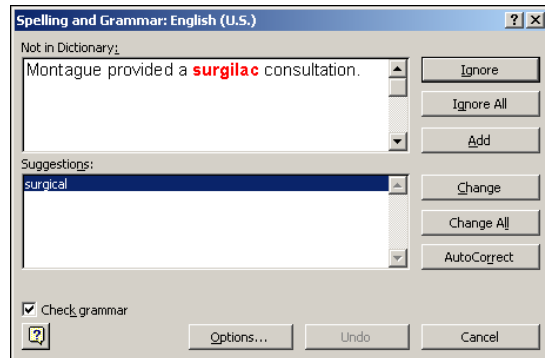 Spelling and Grammar: English (U.S.)
Not in Dictionary:
Montague provided a surgilac consultation.
Ignore
Ignore All
Add
Suggestions:
surgical
Change
Change All
AutoCorrect
Check grammar
Options...
Undo
Cancel